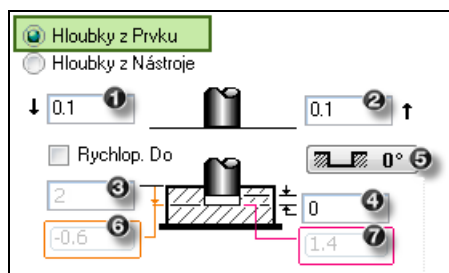 Hloubky z Prvku
Hloubky z Nástroje
↓ 0.1 1 0.1 2 ↑
Rychlop. Do 0° 5
2 3 0 4
-0.6 6 1.4 7